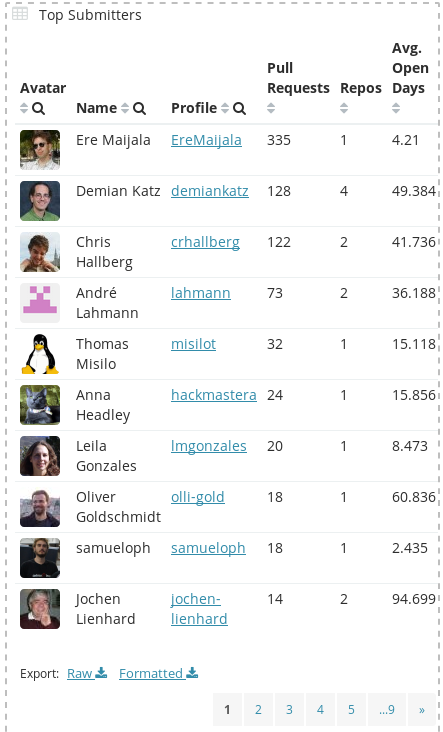 Top Submitters
Avatar Name Profile Pull Requests Repos Avg. Open Days
Ere Maijala EreMaijala 335 1 4.21
Demian Katz demiankatz 128 4 49.384
Chris Hallberg crhallberg 122 2 41.736
André Lahmann lahmann 73 2 36.188
Thomas Misilo misilot 32 1 15.118
Anna Headley hackmastera 24 1 15.856
Leila Gonzales lmgonzales 20 1 8.473
Oliver Goldschmidt olli-gold 18 1 60.836
samueloph samueloph 18 1 2.435
Jochen Lienhard jochen-lienhard 14 2 94.699
Export: Raw Formatted
1 2 3 4 5 ...9 »